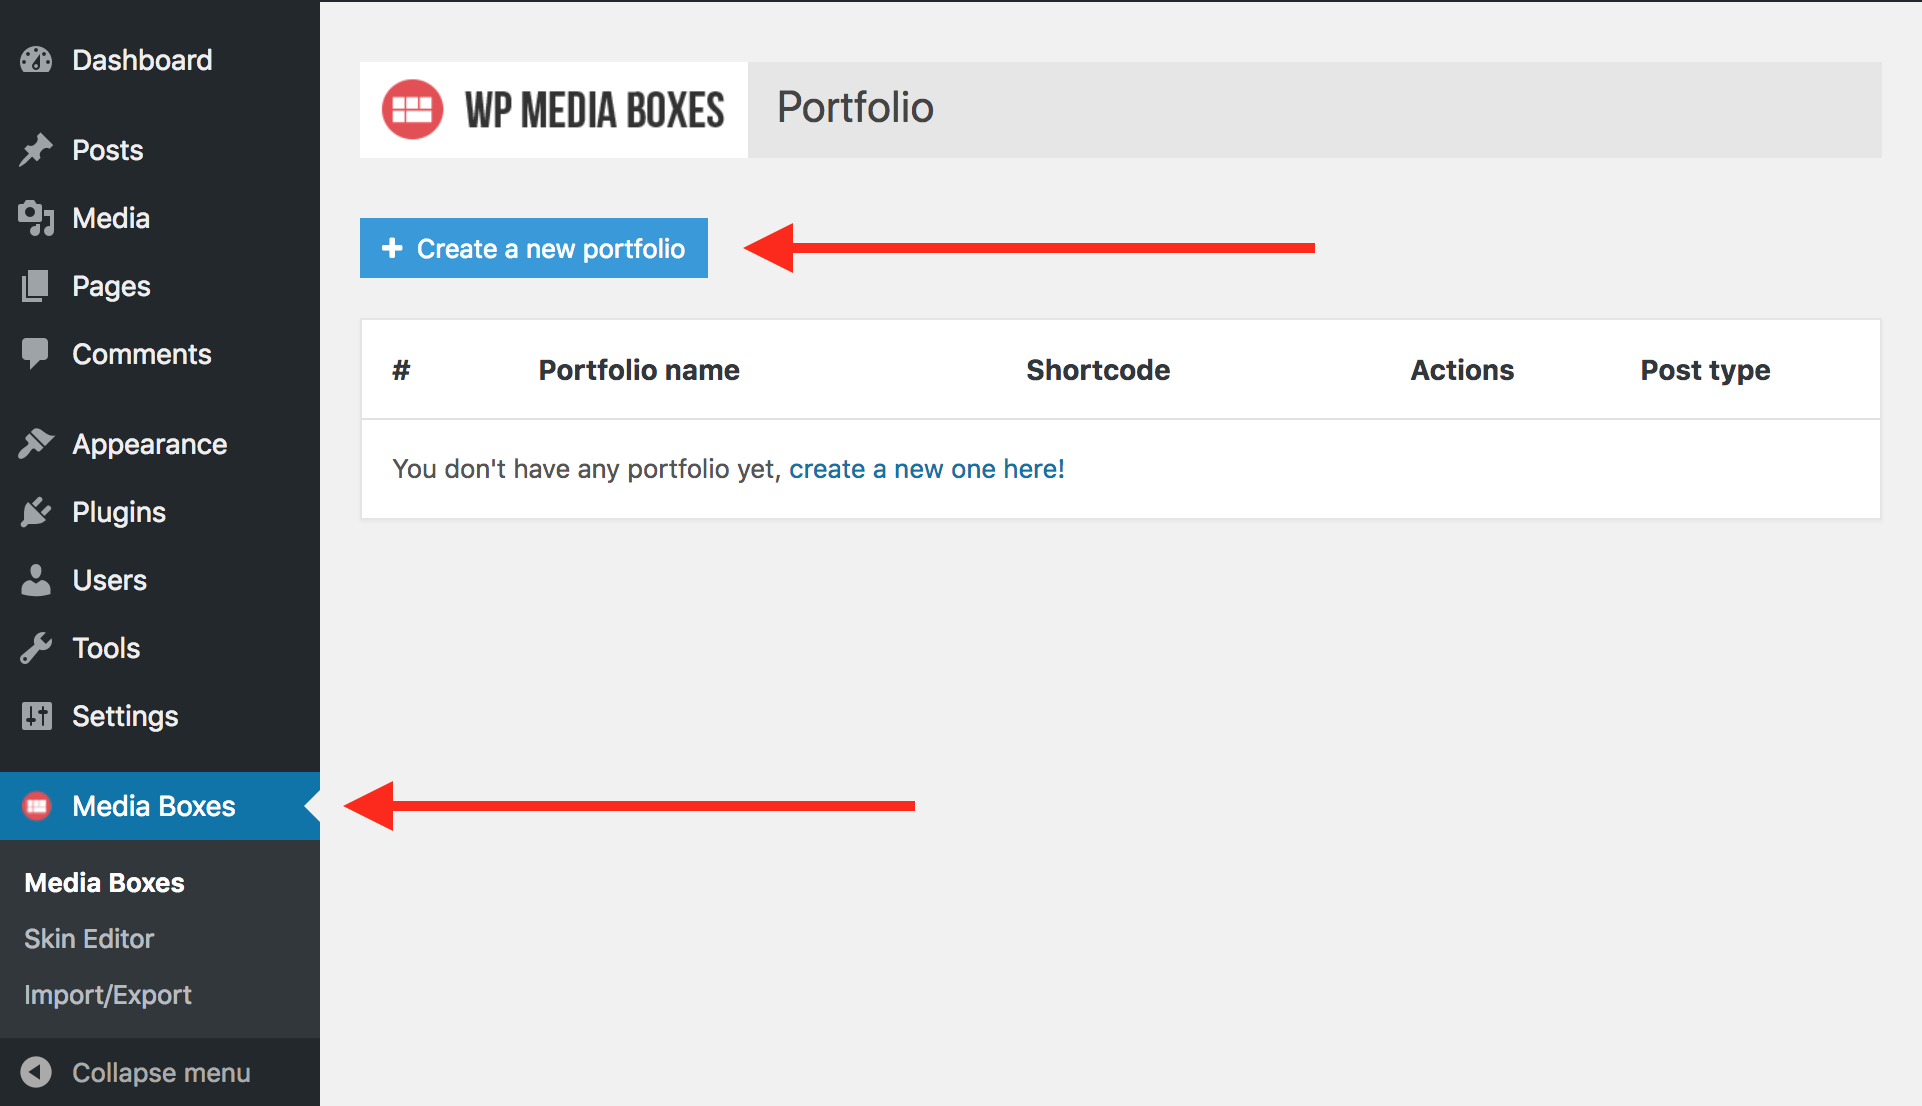 Dashboard
Posts
Media
Pages
Comments
Appearance
Plugins
Users
Tools
Settings
Media Boxes
Media Boxes
Skin Editor
Import/Export
Collapse menu
WP MEDIA BOXES
Portfolio
Create a new portfolio
# Portfolio name Shortcode Actions Post type
You don't have any portfolio yet, create a new one here!